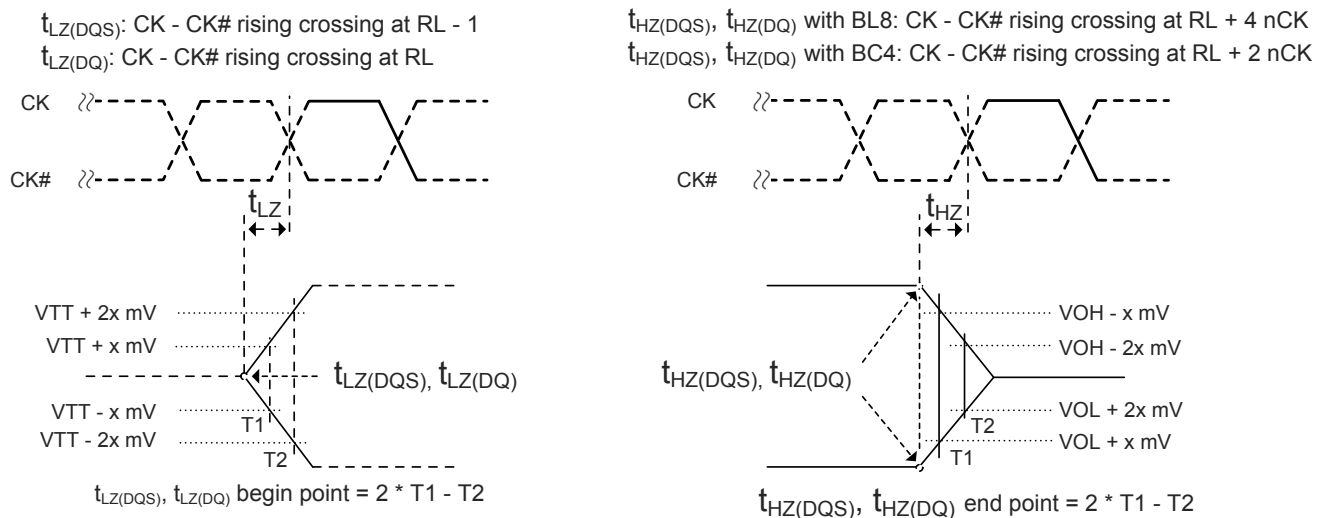 tLZ(DQS): CK - CK# rising crossing at RL - 1
tLZ(DQ): CK - CK# rising crossing at RL
CK
CK#
tLZ
VTT + 2x mV
VTT + x mV
VTT - x mV
VTT - 2x mV
T1
T2
tLZ(DQS), tLZ(DQ)
tLZ(DQS), tLZ(DQ) begin point = 2 * T1 - T2
tHZ(DQS), tHZ(DQ) with BL8: CK - CK# rising crossing at RL + 4 nCK
tHZ(DQS), tHZ(DQ) with BC4: CK - CK# rising crossing at RL + 2 nCK
CK
CK#
tHZ
tHZ(DQS), tHZ(DQ)
VOH - x mV
VOH - 2x mV
VOL + 2x mV
VOL + x mV
T2
T1
tHZ(DQS), tHZ(DQ) end point = 2 * T1 - T2